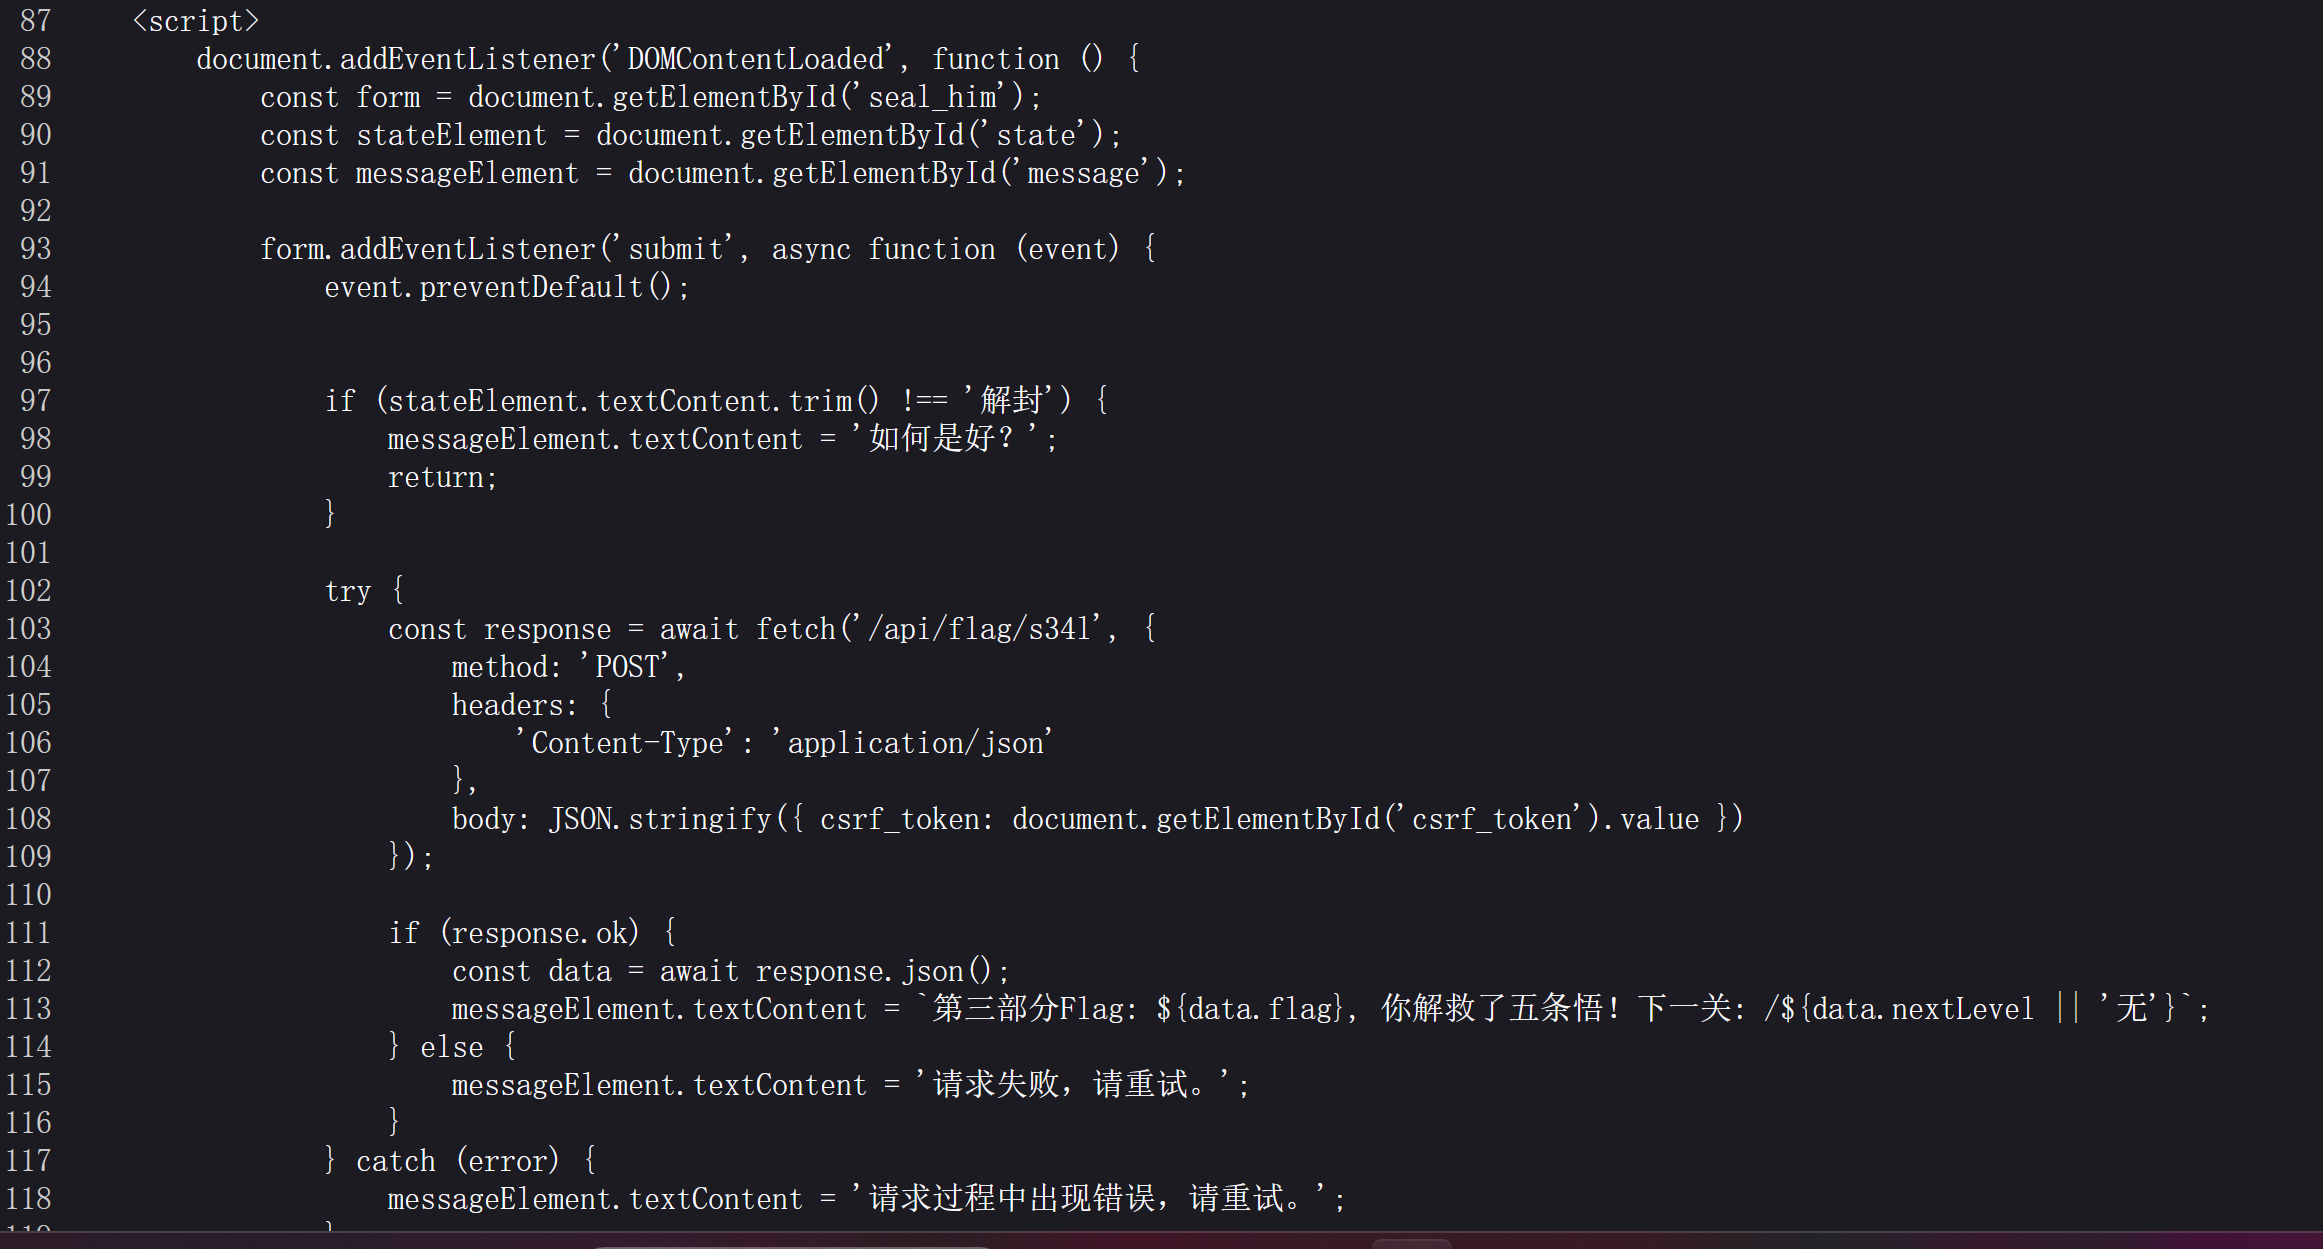 87 <script>
88 document.addEventListener('DOMContentLoaded', function () {
89 const form = document.getElementById('seal_him');
90 const stateElement = document.getElementById('state');
91 const messageElement = document.getElementById('message');
92
93 form.addEventListener('submit', async function (event) {
94 event.preventDefault();
95
96
97 if (stateElement.textContent.trim() !== '解封') {
98 messageElement.textContent = '如何是好？';
99 return;
100 }
101
102 try {
103 const response = await fetch('/api/flag/s34l', {
104 method: 'POST',
105 headers: {
106 'Content-Type': 'application/json'
107 },
108 body: JSON.stringify({ csrf_token: document.getElementById('csrf_token').value })
109 });
110
111 if (response.ok) {
112 const data = await response.json();
113 messageElement.textContent = `第三部分Flag: ${data.flag}, 你解救了五条悟！下一关: /${data.nextLevel || '无'}`;
114 } else {
115 messageElement.textContent = '请求失败，请重试。';
116 }
117 } catch (error) {
118 messageElement.textContent = '请求过程中出现错误，请重试。';
119 }